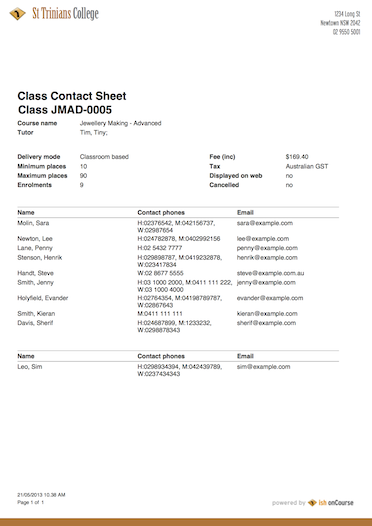 St Trinians College
1234 Long St
Newtown NSW 2042
02 9550 5001
Class Contact Sheet
Class JMAD-0005
Course name Jewellery Making - Advanced
Tutor Tim, Tiny;
Delivery mode Classroom based Fee (inc) $169.40
Minimum places 10 Tax Australian GST
Maximum places 90 Displayed on web no
Enrolments 9 Cancelled no
Name Contact phones Email
Molin, Sara H:02376542, M:042156737, sara@example.com
W:02987654
Newton, Lee H:024782878, M:0402992156 lee@example.com
Lane, Penny H:02 5432 7777 penny@example.com
Stenson, Henrik H:029898787, M:0419232878, henrik@example.com
W:023417834
Handt, Steve W:02 8677 5555 steve@example.com.au
Smith, Jenny H:03 1000 2000, M:0411 111 222, jenny@example.com
W:03 1000 4000
Holyfield, Evander H:02764354, M:04198789787, evander@example.com
W:02867643
Smith, Kieran M:0411 111 111 kieran@example.com
Davis, Sherif H:024687899, M:1233232, sherif@example.com
W:0298878343
Name Contact phones Email
Leo, Sim H:0298934394, M:042439789, sim@example.com
W:0237434343
21/05/2013 10.38 AM
Page 1 of 1
powered by ish onCourse